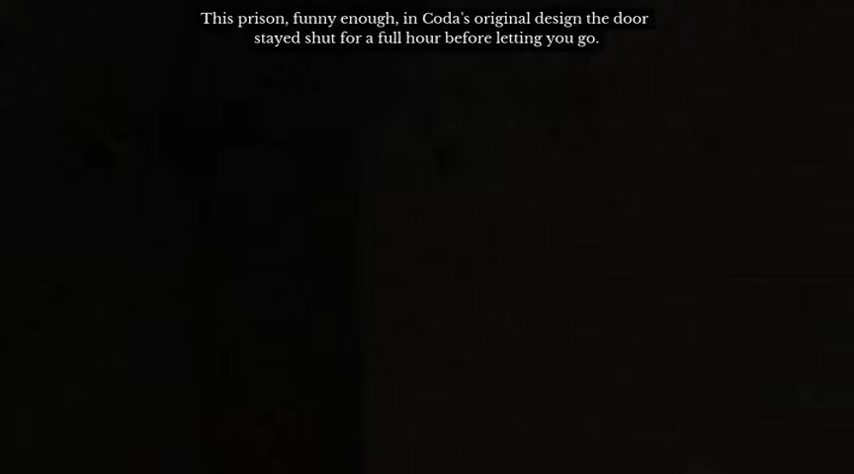 This prison, funny enough, in Coda's original design the door
stayed shut for a full hour before letting you go.